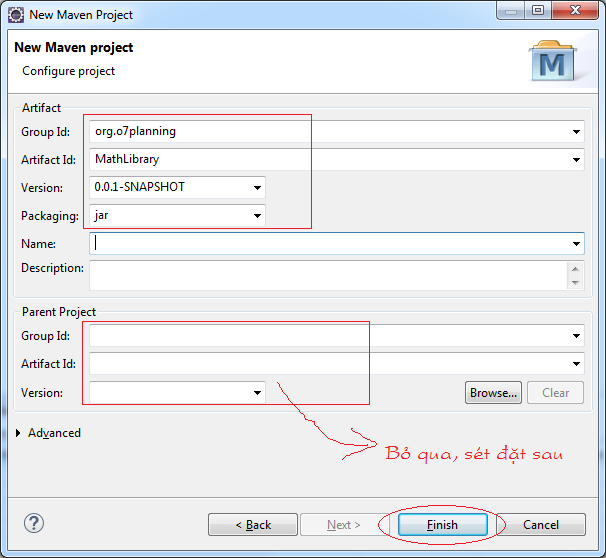 New Maven Project
New Maven project
Configure project
M
Artifact
Group Id: org.o7planning
Artifact Id: MathLibrary
Version: 0.0.1-SNAPSHOT
Packaging: jar
Name:
Description:
Parent Project
Group Id:
Artifact Id:
Version: Browse... Clear
Advanced
Bỏ qua, sét đặt sau
? < Back Next > Finish Cancel